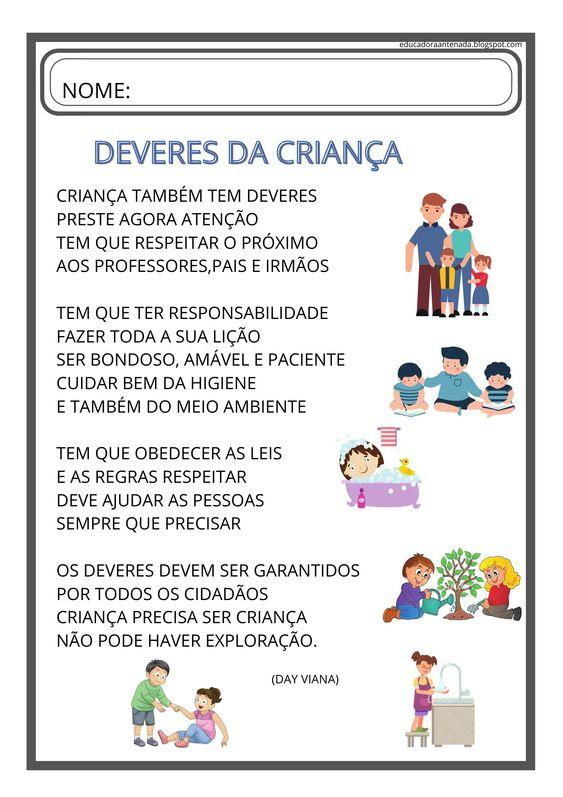 educadoraantenada.blogspot.com
NOME:
DEVERES DA CRIANÇA
CRIANÇA TAMBÉM TEM DEVERES
PRESTE AGORA ATENÇÃO
TEM QUE RESPEITAR O PRÓXIMO
AOS PROFESSORES,PAIS E IRMÃOS
TEM QUE TER RESPONSABILIDADE
FAZER TODA A SUA LIÇÃO
SER BONDOSO, AMÁVEL E PACIENTE
CUIDAR BEM DA HIGIENE
E TAMBÉM DO MEIO AMBIENTE
TEM QUE OBEDECER AS LEIS
E AS REGRAS RESPEITAR
DEVE AJUDAR AS PESSOAS
SEMPRE QUE PRECISAR
OS DEVERES DEVEM SER GARANTIDOS
POR TODOS OS CIDADÃOS
CRIANÇA PRECISA SER CRIANÇA
NÃO PODE HAVER EXPLORAÇÃO.
(DAY VIANA)